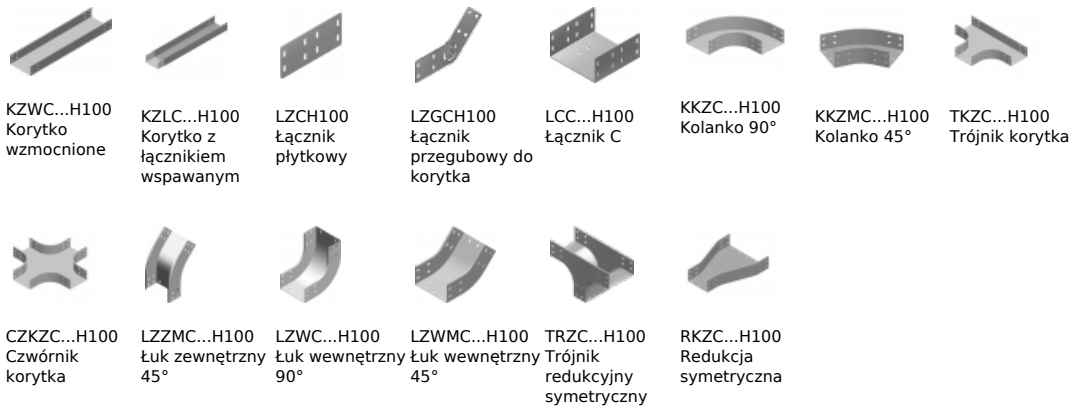 KZWC...H100
Korytko
wzmocnione
KZLC...H100
Korytko z
łącznikiem
wspawanym
LZCH100
Łącznik
płytkowy
LZGCH100
Łącznik
przegubowy do
korytka
LCC...H100
Łącznik C
KKZC...H100
Kolanko 90°
KKZMC...H100
Kolanko 45°
TKZC...H100
Trójnik korytka
CZKZC...H100
Czwórnik
korytka
LZZMC...H100
Łuk zewnętrzny
45°
LZWC...H100
Łuk wewnętrzny
90°
LZWMC...H100
Łuk wewnętrzny
45°
TRZC...H100
Trójnik
redukcyjny
symetryczny
RKZC...H100
Redukcja
symetryczna